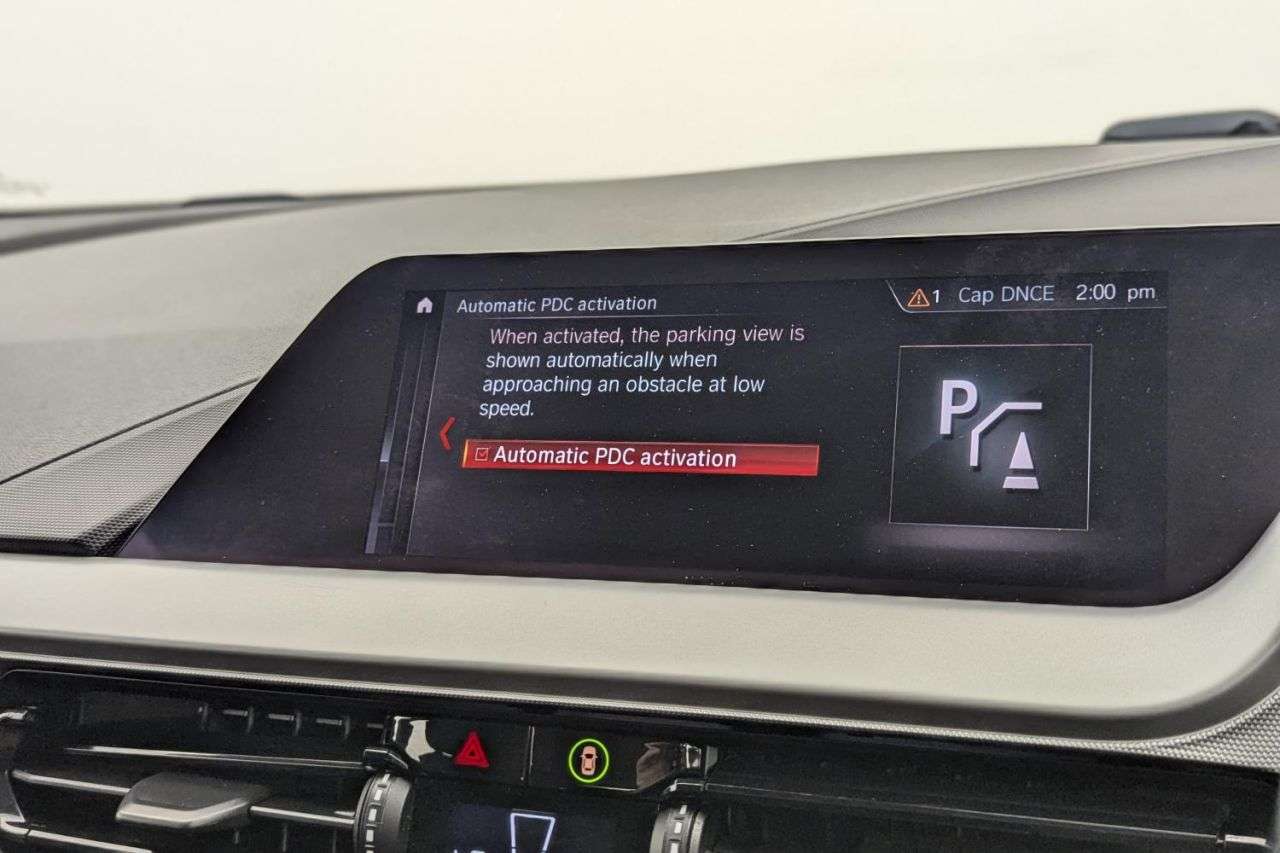 Automatic PDC activation
1 Cap DNCE 2:00 pm
When activated, the parking view is
shown automatically when
approaching an obstacle at low
speed.
Automatic PDC activation
P